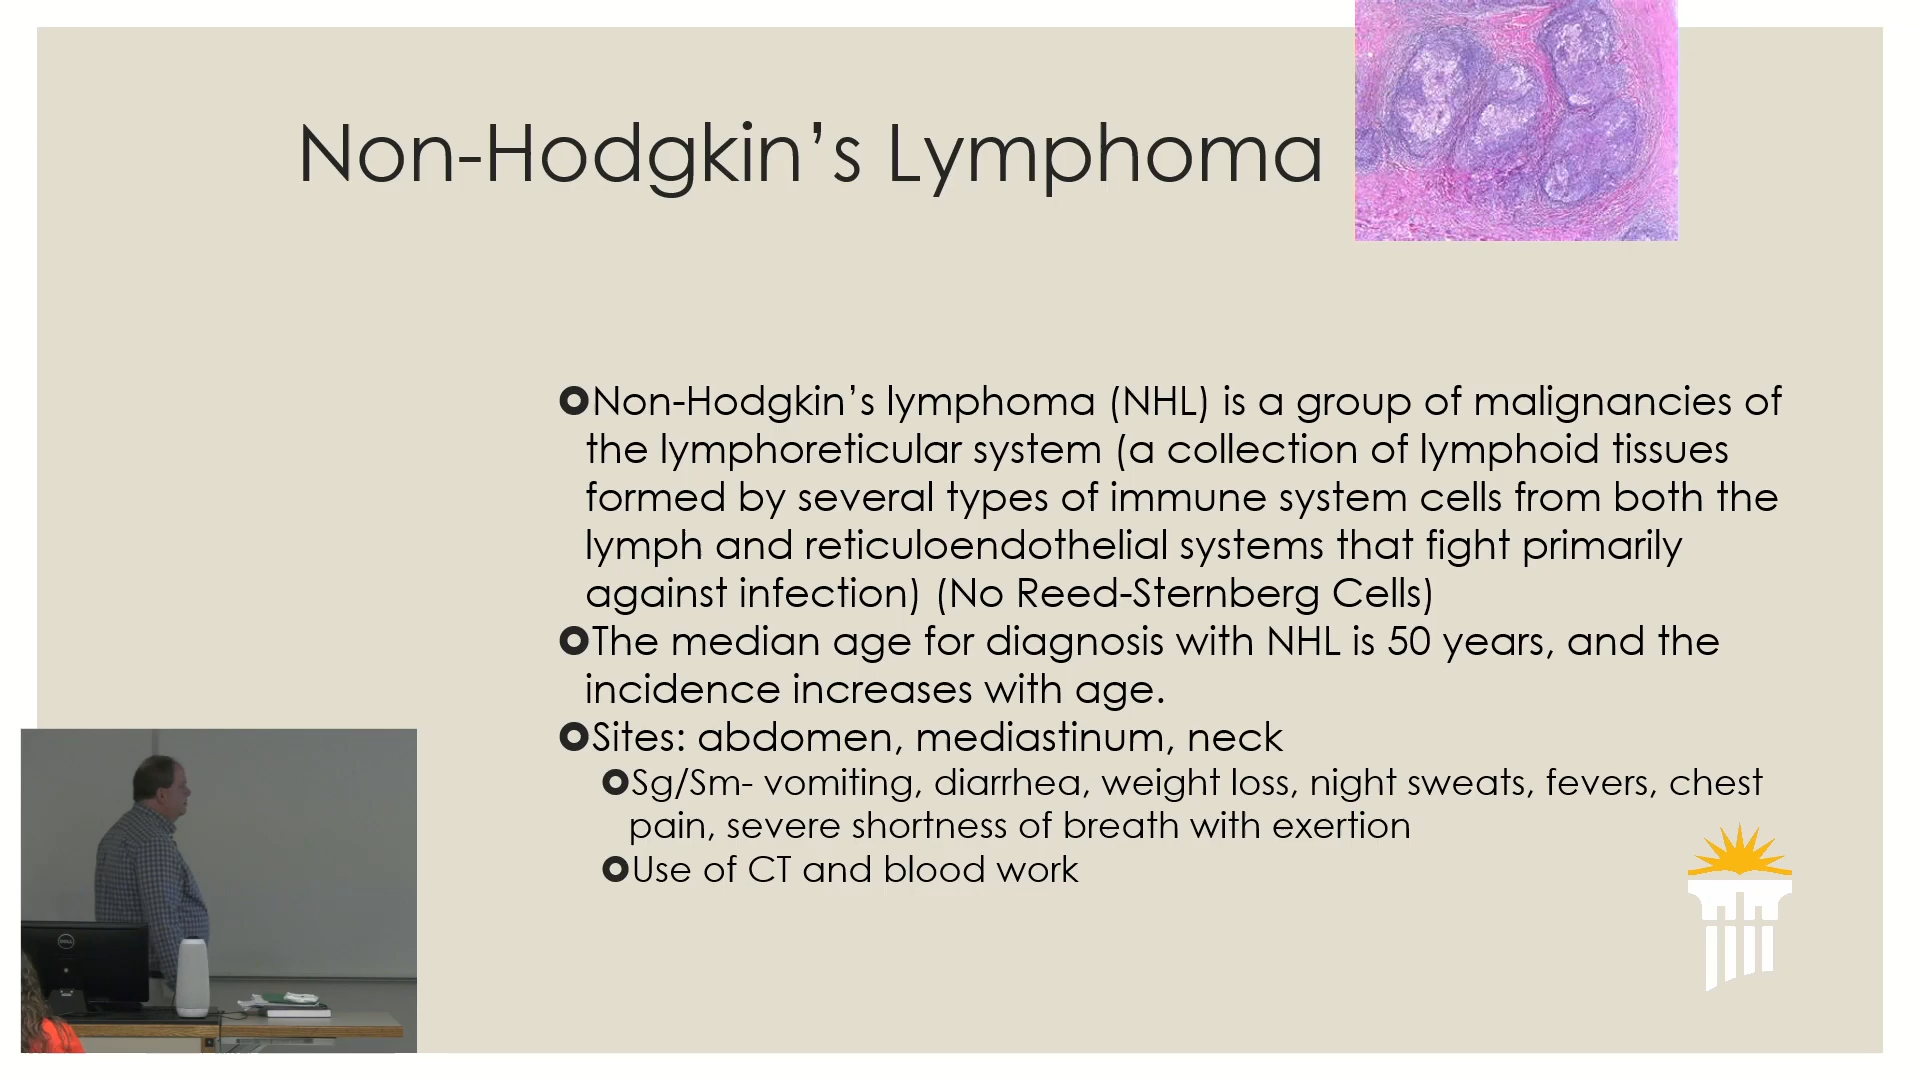 Non-Hodgkin’s Lymphoma
Non-Hodgkin’s lymphoma (NHL) is a group of malignancies of
the lymphoreticular system (a collection of lymphoid tissues
formed by several types of immune system cells from both the
lymph and reticuloendothelial systems that fight primarily
against infection) (No Reed-Sternberg Cells)
The median age for diagnosis with NHL is 50 years, and the
incidence increases with age.
Sites: abdomen, mediastinum, neck
Sg/Sm- vomiting, diarrhea, weight loss, night sweats, fevers, chest
pain, severe shortness of breath with exertion
Use of CT and blood work
DELL